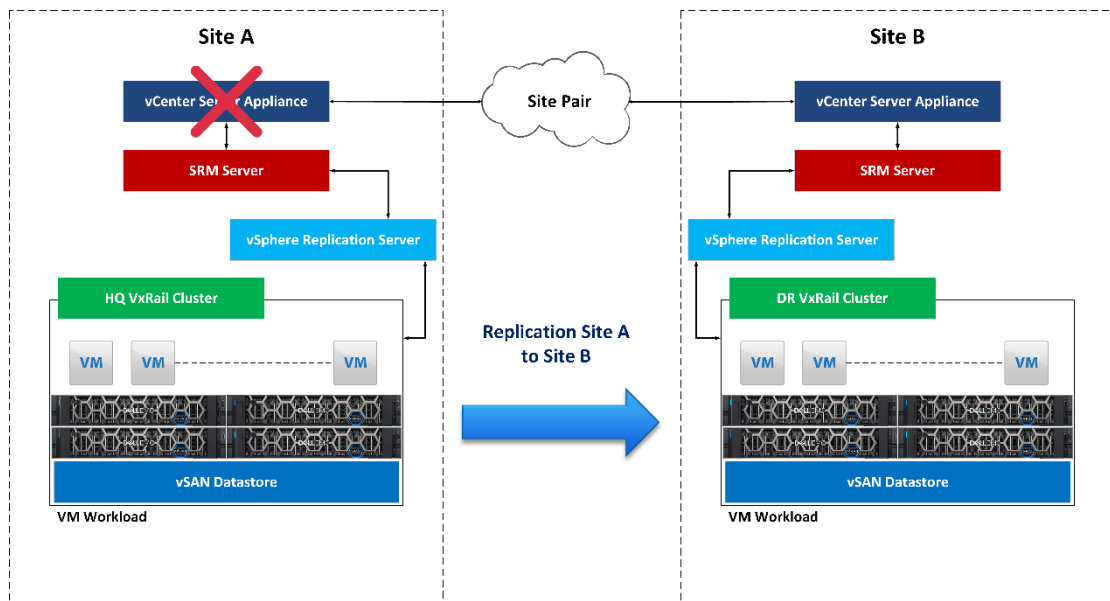 Site A
vCenter Server Appliance
SRM Server
vSphere Replication Server
HQ VxRail Cluster
VM
VM
VM
vSAN Datastore
VM Workload
Site Pair
Replication Site A
to Site B
Site B
vCenter Server Appliance
SRM Server
vSphere Replication Server
DR VxRail Cluster
VM
VM
VM
vSAN Datastore
VM Workload